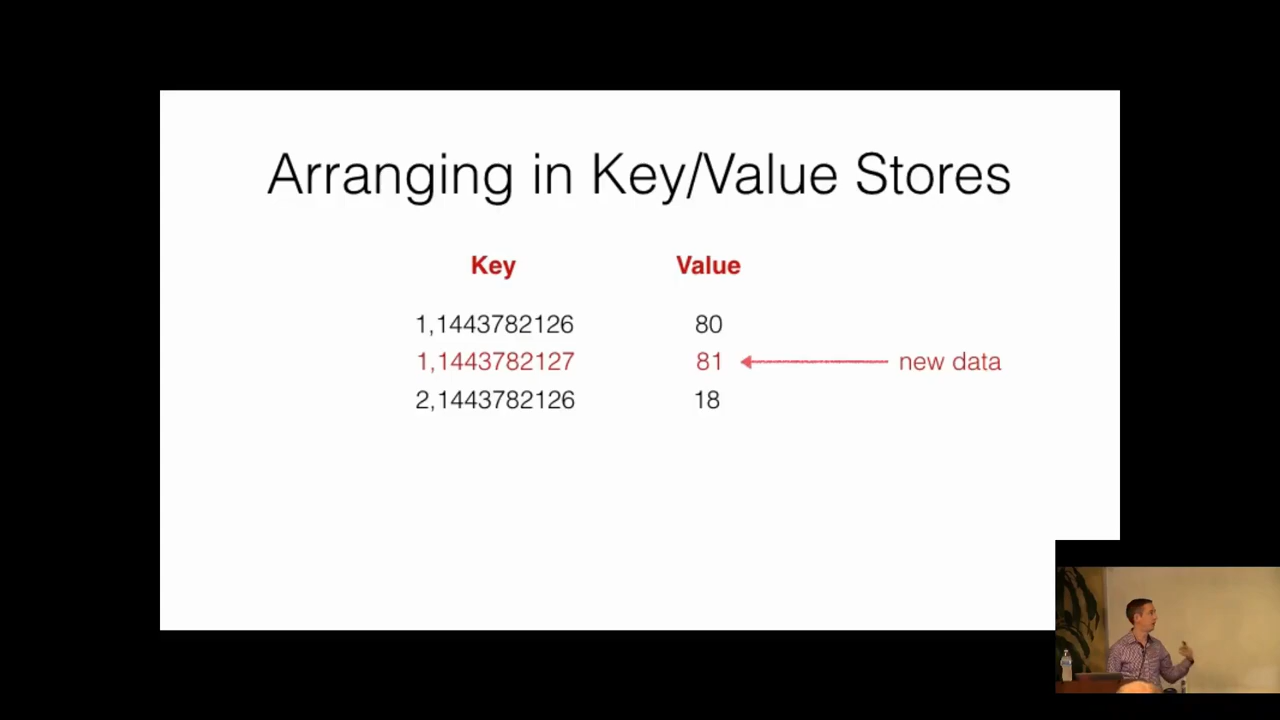 Arranging in Key/Value Stores
Key Value
1,1443782126 80
1,1443782127 81 new data
2,1443782126 18